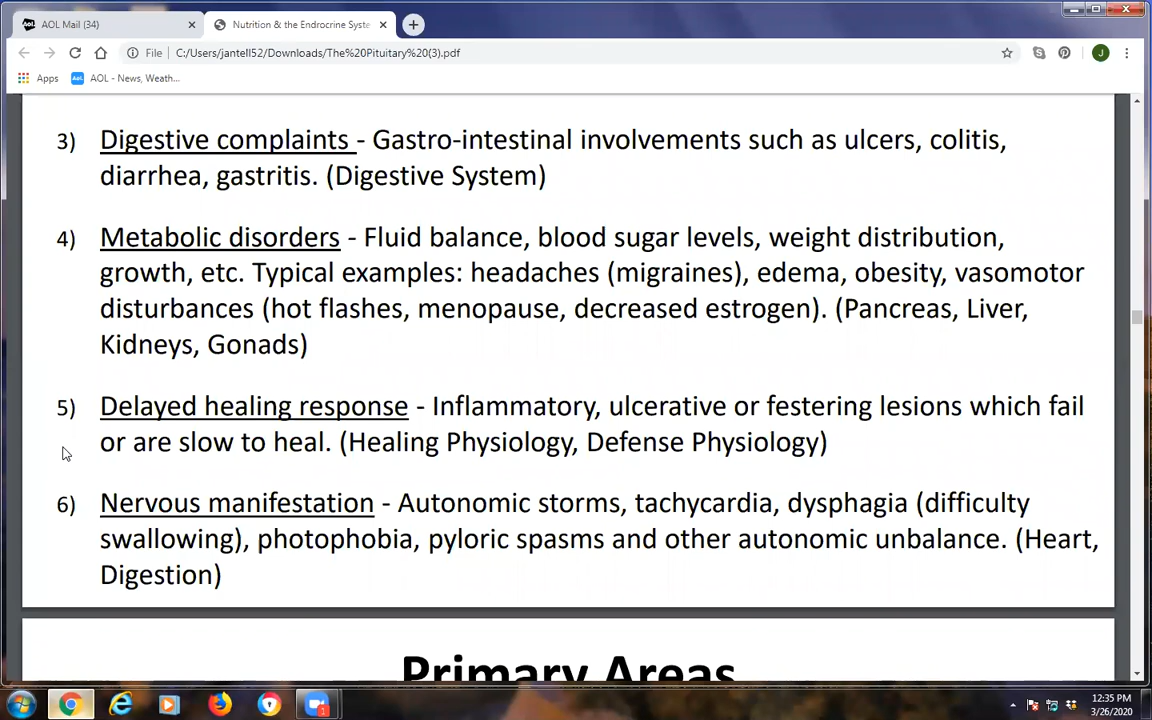 AOL Mail (34)
Nutrition & the Endocrine Syste
File
C:/Users/jantell52/Downloads/The%20Pituitary%20(3).pdf
J
Apps
AOL - News, Weath...
3) Digestive complaints - Gastro-intestinal involvements such as ulcers, colitis,
diarrhea, gastritis. (Digestive System)
4) Metabolic disorders - Fluid balance, blood sugar levels, weight distribution,
growth, etc. Typical examples: headaches (migraines), edema, obesity, vasomotor
disturbances (hot flashes, menopause, decreased estrogen). (Pancreas, Liver,
Kidneys, Gonads)
5) Delayed healing response - Inflammatory, ulcerative or festering lesions which fail
or are slow to heal. (Healing Physiology, Defense Physiology)
6) Nervous manifestation - Autonomic storms, tachycardia, dysphagia (difficulty
swallowing), photophobia, pyloric spasms and other autonomic unbalance. (Heart,
Digestion)
Primary Areas
12:35 PM
3/26/2020